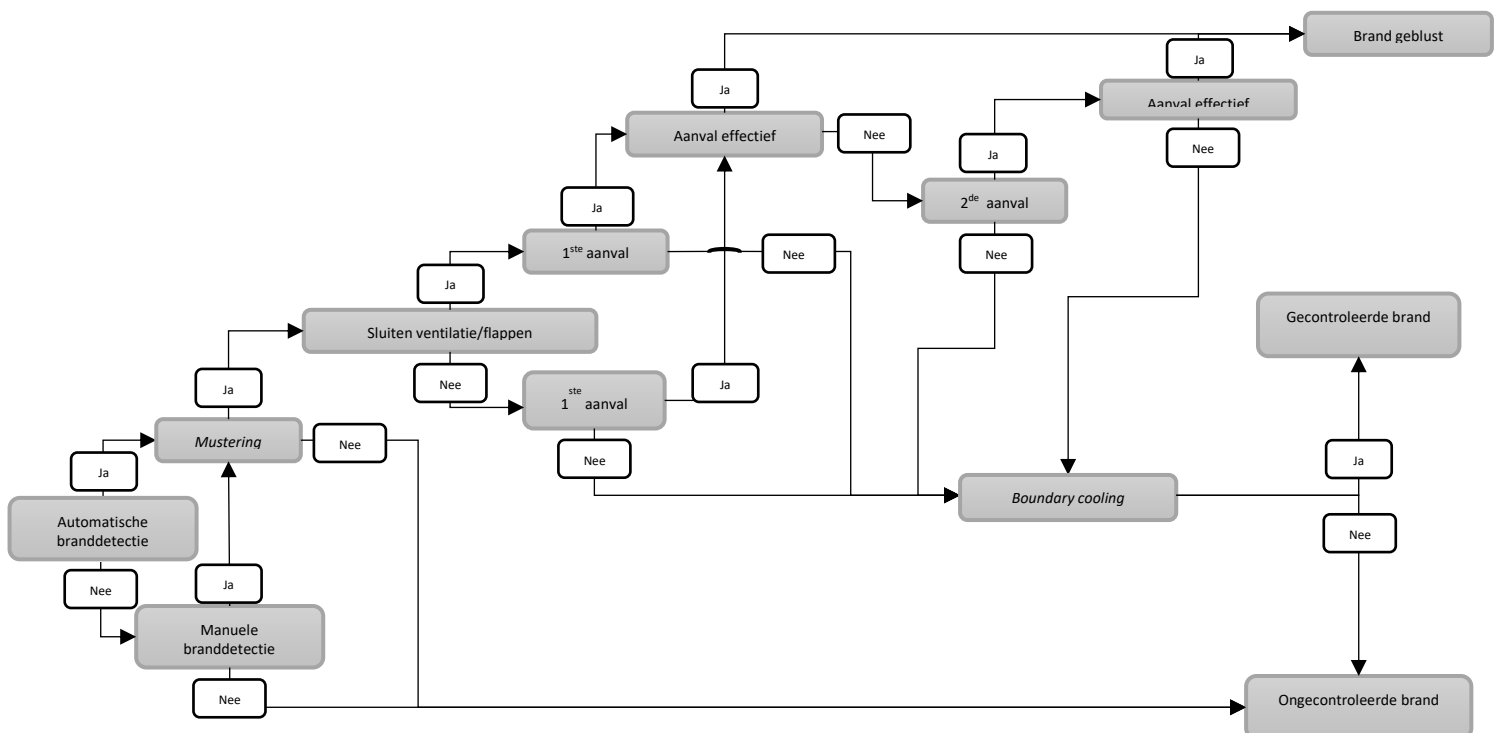 Brand geblust
Ja
Aanval effectief
Ja
Aanval effectief
Nee
Nee
Ja
2de aanval
Ja
1ste aanval
Nee
Nee
Ja
Sluiten ventilatie/flappen
Gecontroleerde brand
Nee
1ste aanval
Ja
Ja
Mustering
Nee
Nee
Ja
Ja
Boundary cooling
Automatische
branddetectie
Nee
Nee
Ja
Manuele
branddetectie
Nee
Ongecontroleerde brand